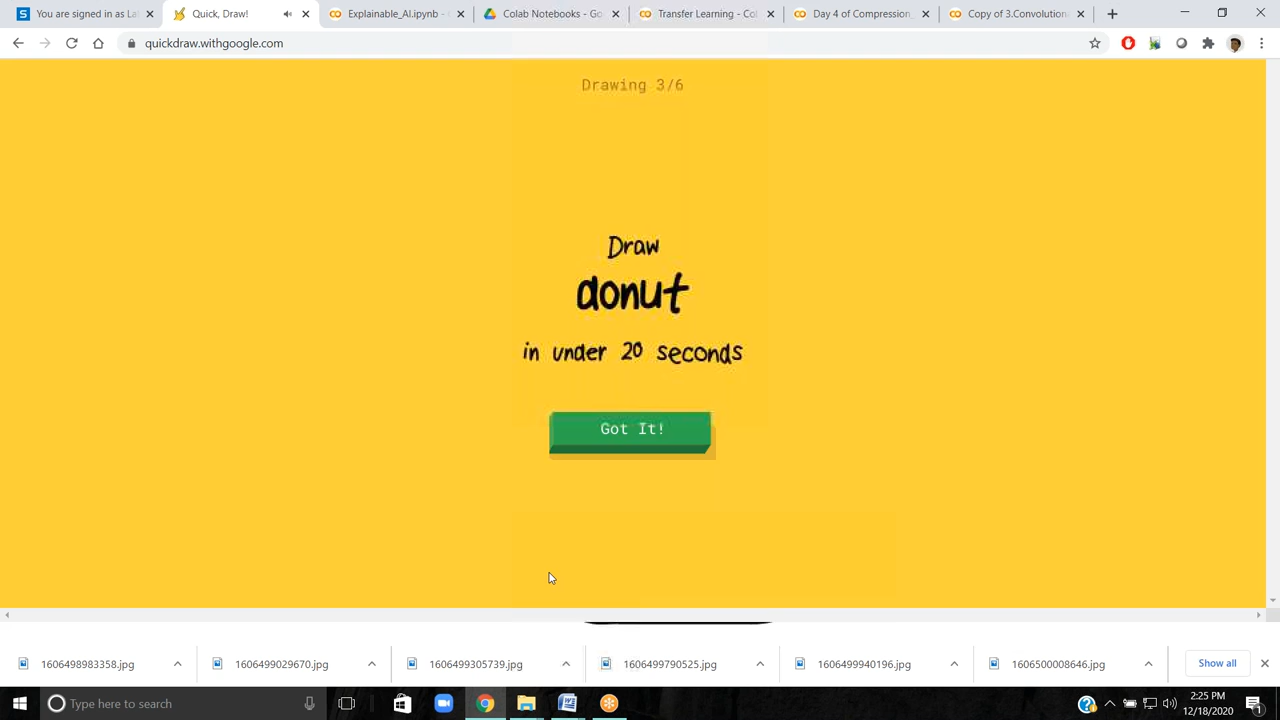 You are signed in as Lal
Quick, Draw!
Explainable_AI.ipynb -
Colab Notebooks - Go
Transfer Learning - Col
Day 4 of Compression_
Copy of 3.Convolution
quickdraw.withgoogle.com
Drawing 3/6
Draw
donut
in under 20 seconds
Got It!
1606498983358.jpg
1606499029670.jpg
1606499305739.jpg
1606499790525.jpg
1606499940196.jpg
1606500008646.jpg
Show all
Type here to search
2:25 PM
12/18/2020